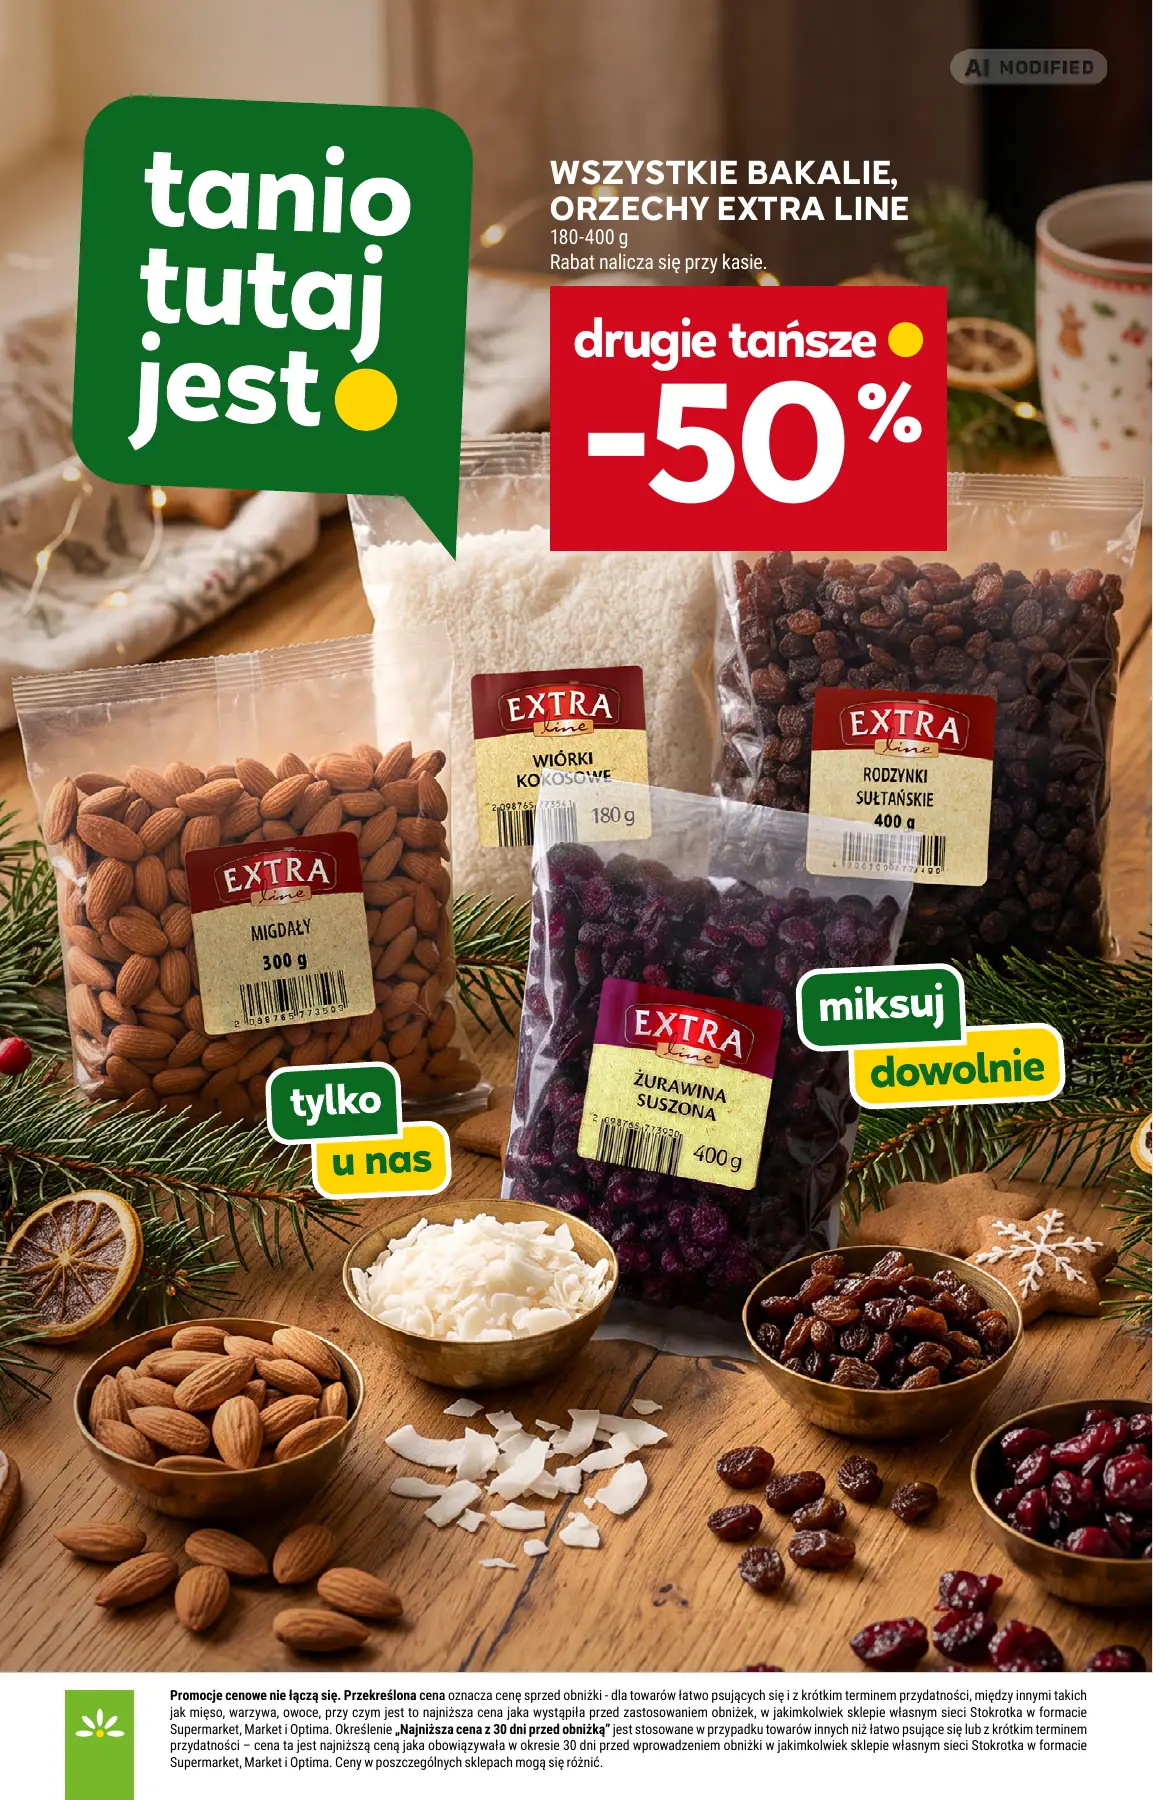 AI MODIFIED
tanio
tutaj
jest
WSZYSTKIE BAKALIE,
ORZECHY EXTRA LINE
180-400 g
Rabat nalicza się przy kasie.
drugie tańsze
-50%
EXTRA
line
WIÓRKI
KOKOSOWE
2 098765 773541
180 g
EXTRA
line
RODZYNKI
SUŁTAŃSKIE
400 g
EXTRA
line
MIGDAŁY
300 g
2 098765 773503
EXTRA
line
ŻURAWINA
SUSZONA
400 g
miksuj
dowolnie
tylko
u nas
Promocje cenowe nie łączą się. Przekreślona cena oznacza cenę sprzed obniżki - dla towarów łatwo psujących się i z krótkim terminem przydatności, między innymi takich
jak mięso, warzywa, owoce, przy czym jest to najniższa cena jaka wystąpiła przed zastosowaniem obniżek, w jakimkolwiek sklepie własnym sieci Stokrotka w formacie
Supermarket, Market i Optima. Określenie „Najniższa cena z 30 dni przed obniżką” jest stosowane w przypadku towarów innych niż łatwo psujące się lub z krótkim terminem
przydatności – cena ta jest najniższą ceną jaka obowiązywała w okresie 30 dni przed wprowadzeniem obniżki w jakimkolwiek sklepie własnym sieci Stokrotka w formacie
Supermarket, Market i Optima. Ceny w poszczególnych sklepach mogą się różnić.